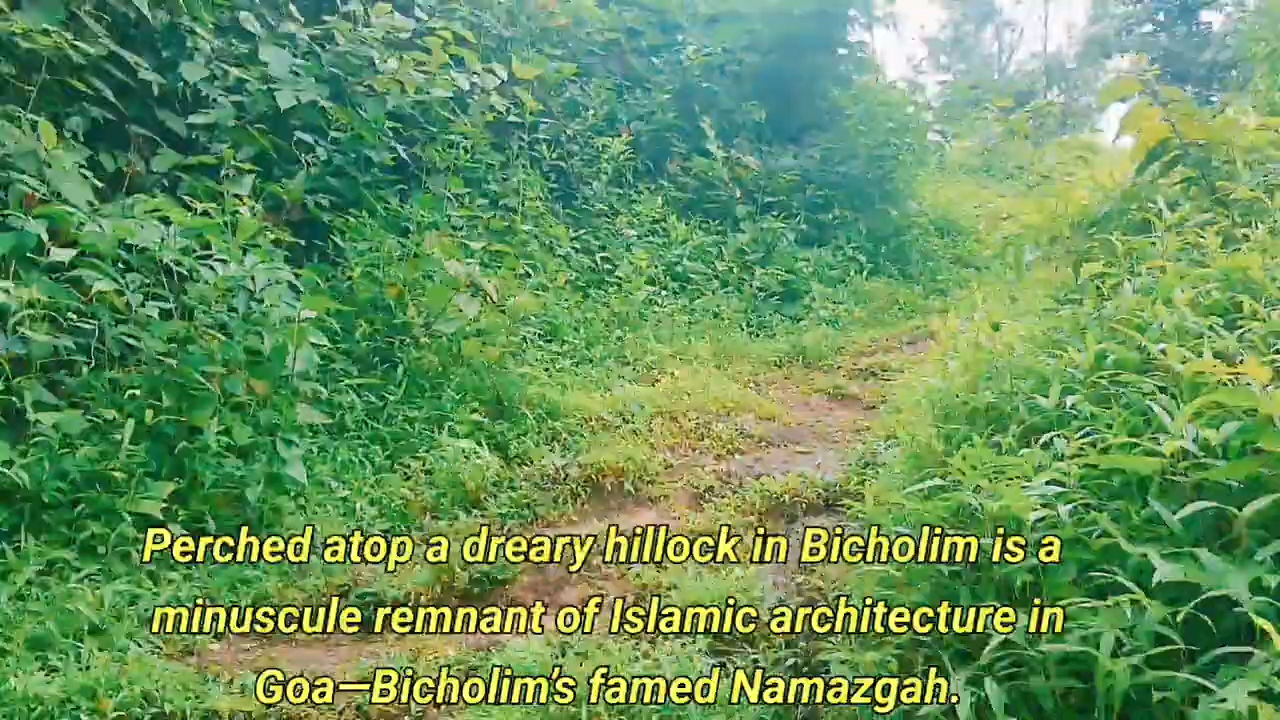 Perched atop a dreary hillock in Bicholim is a
minuscule remnant of Islamic architecture in
Goa—Bicholim's famed Namazgah.